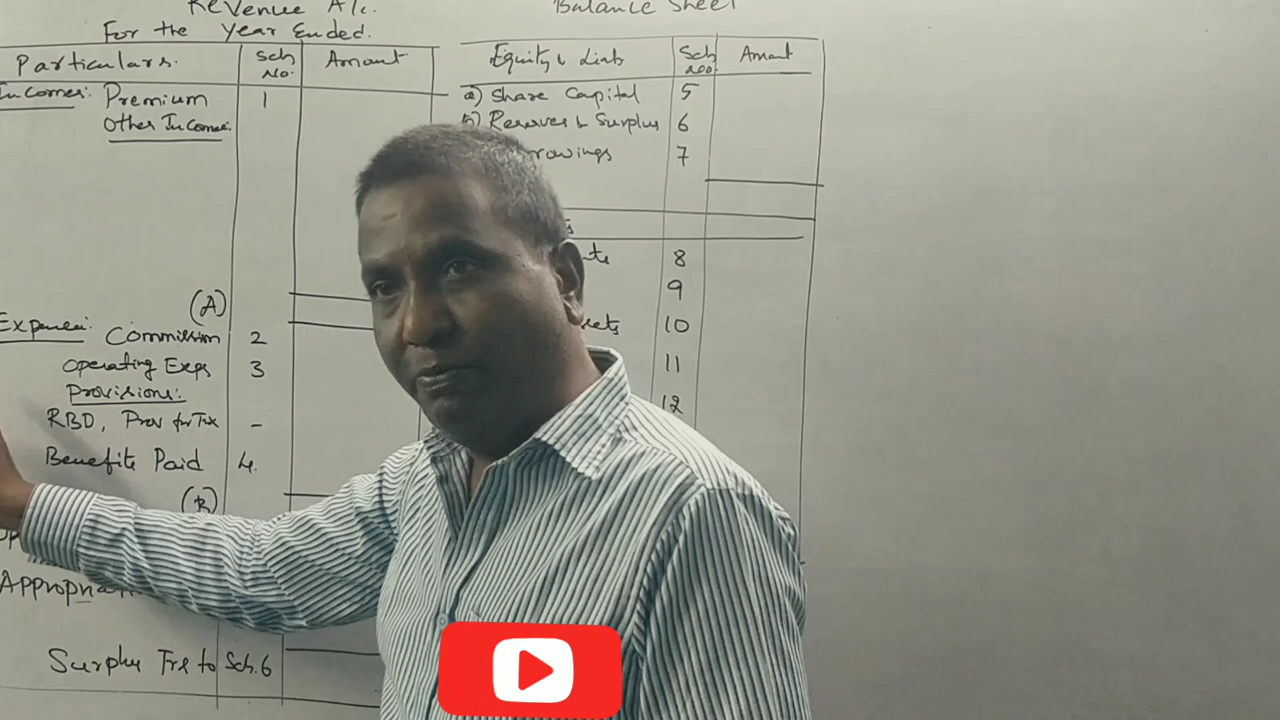 Revenue A/c.
For the Year Ended.
Particulars. Sch No. Amount
Incomes: Premium 1
Other Incomes:
(A)
Expenses: Commission 2
Operating Exps 3
Provisions:
RBD, Prov for Tax -
Benefits Paid 4.
(B)
Surplus Trs to Sch. 6
Balance Sheet
Equity & Liab Sch No. Amount
a) Share Capital 5
b) Reserves & Surplus 6
rowings 7
8
9
10
11
12